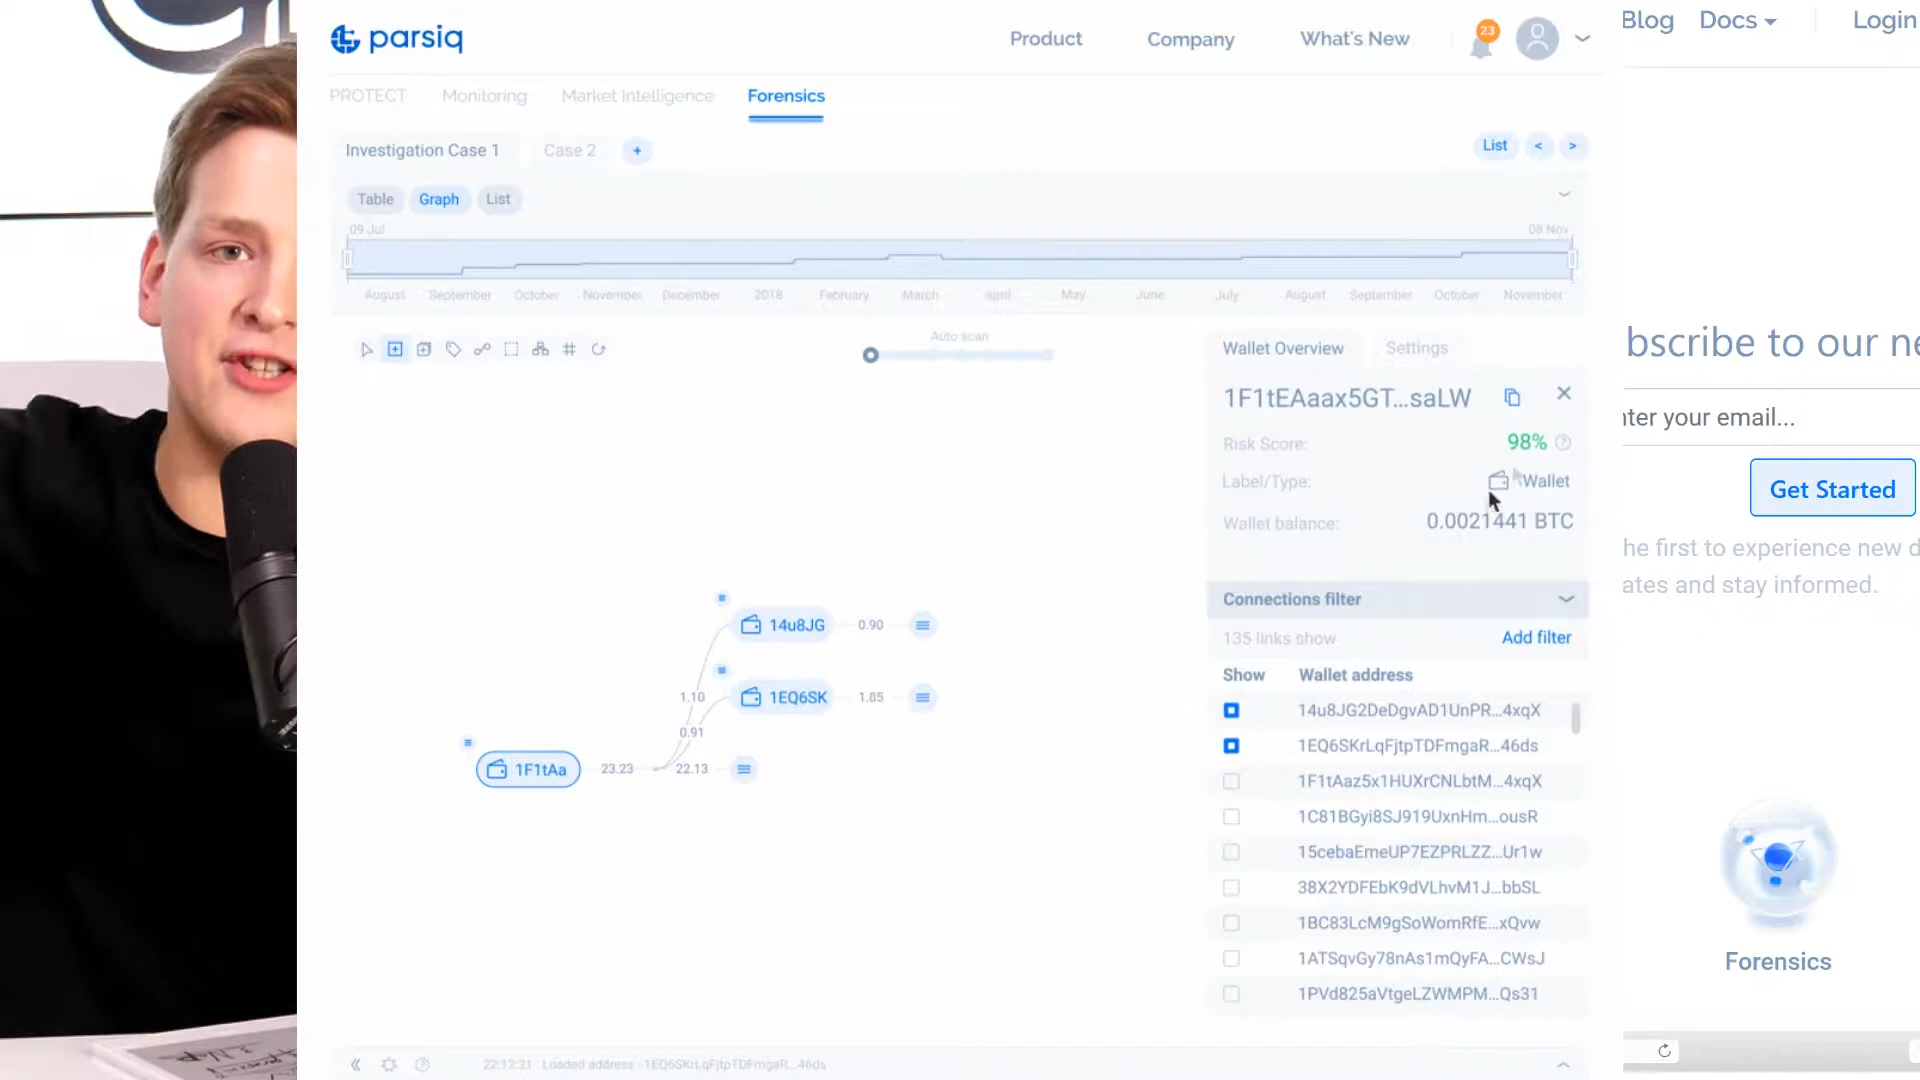 parsiq
Product
Company
What's New
23
Blog
Docs
Login
PROTECT
Monitoring
Market Intelligence
Forensics
Investigation Case 1
Case 2
+
List
<
>
Table
Graph
List
09 Jul
08 Nov
August
September
October
November
December
2018
February
March
april
May
June
July
August
September
October
November
Auto scan
Wallet Overview
Settings
1F1tEAaax5GT...saLW
Risk Score:
98%
Label/Type:
Wallet
Wallet balance:
0.0021441 BTC
14u8JG
0.90
1.10
1EQ6SK
1.85
0.91
1F1tAa
23.23
22.13
Connections filter
135 links show
Add filter
Show
Wallet address
14u8JG2DeDgvAD1UnPR...4xqX
1EQ6SKrLqFjtpTDFmgaR...46ds
1F1tAaz5x1HUXrCNLbtM...4xqX
1C81BGyi8SJ919UxnHm...ousR
15cebaEmeUP7EZPRLZZ...Ur1w
38X2YDFEbK9dVLhvM1J...bbSL
1BC83LcM9gSoWomRfE...xQvw
1ATSqvGy78nAs1mQyFA...CWsJ
1PVd825aVtgeLZWMPM...Qs31
22:12:31 Loaded address - 1EQ6SKrLqFjtpTDFmgaR...46ds
bscribe to our ne
nter your email...
Get Started
he first to experience new d
ates and stay informed.
Forensics